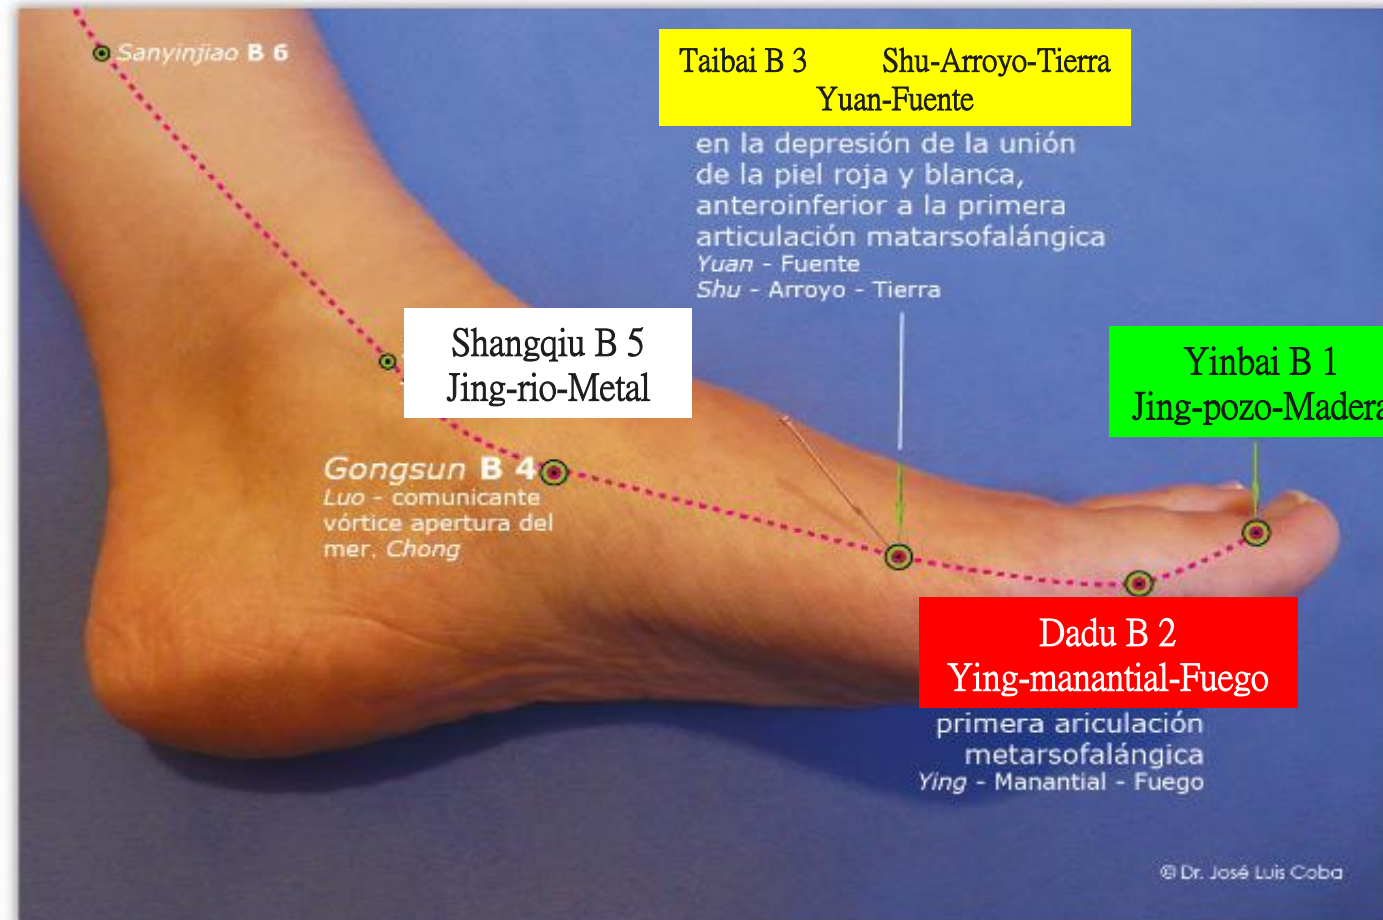 Sanyinjiao B 6
Taibai B 3 Shu-Arroyo-Tierra
Yuan-Fuente
en la depresión de la unión
de la piel roja y blanca,
anteroinferior a la primera
articulación matarsofalángica
Yuan - Fuente
Shu - Arroyo - Tierra
Shangqiu B 5
Jing-rio-Metal
Yinbai B 1
Jing-pozo-Madera
Gongsun B 4
Luo - comunicante
vórtice apertura del
mer. Chong
Dadu B 2
Ying-manantial-Fuego
primera ariculación
metarsofalángica
Ying - Manantial - Fuego
© Dr. José Luis Coba